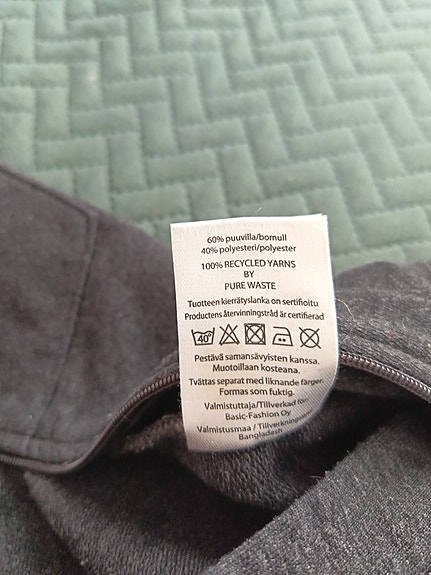 60% puuvilla/bomull
40% polyesteri/polyester
100% RECYCLED YARNS
BY
PURE WASTE
Tuotteen kierrätyslanka on sertifioitu
Productens återvinningstråd är certifierad
40°
Pestävä samansävyisten kanssa.
Muotoillaan kosteana.
Tvättas separat med liknande färger.
Formas som fuktig.
Valmistuttaja/Tillverkad för:
Basic-Fashion Oy
Valmistusmaa / Tillverkningsland
Bangladesh